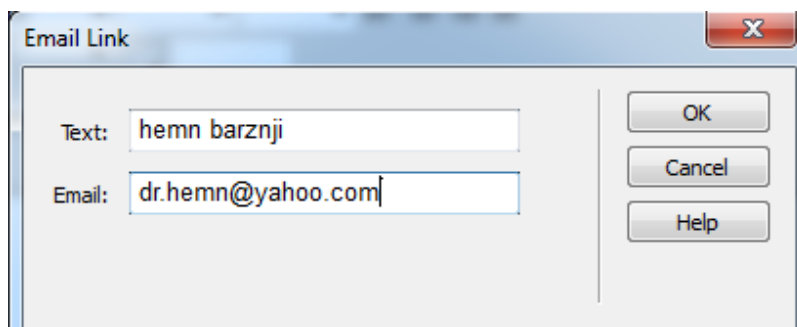 Email Link
Text: hemn barznji
OK
Email: dr.hemn@yahoo.com
Cancel
Help